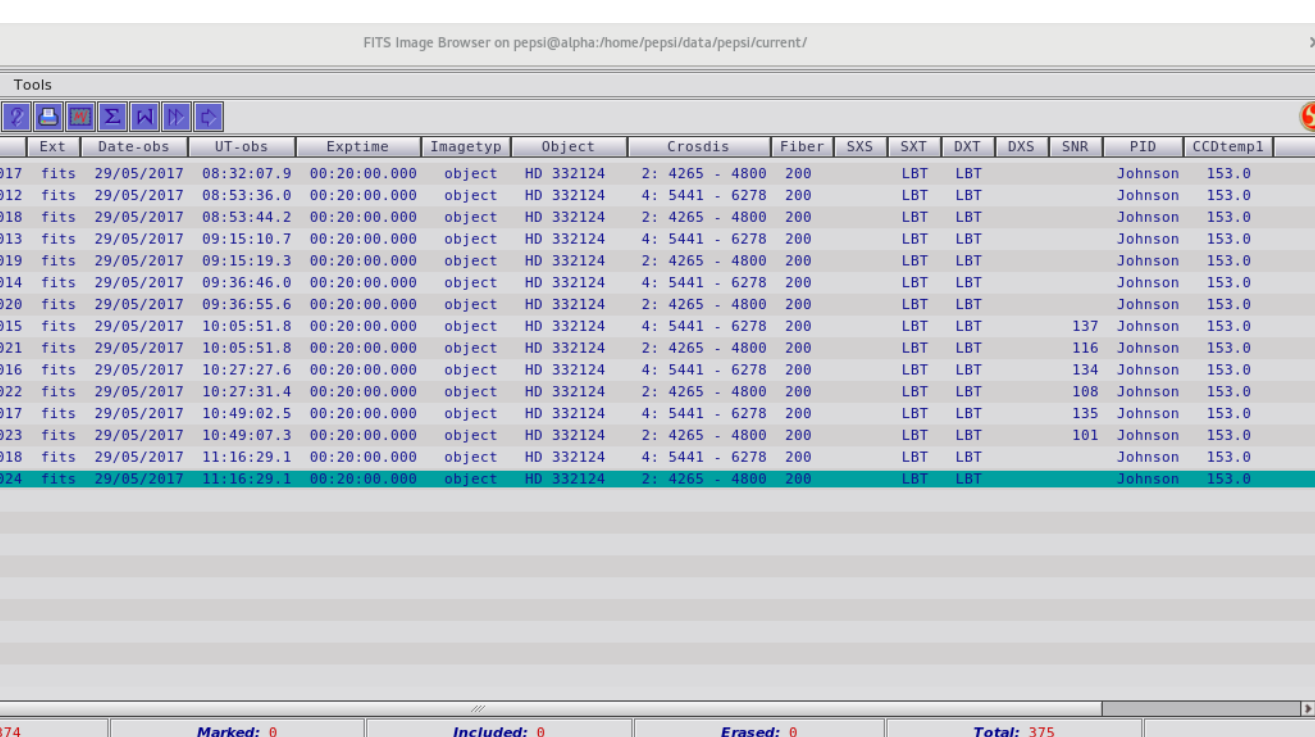 FITS Image Browser on pepsi@alpha:/home/pepsi/data/pepsi/current/
Tools
Ext Date-obs UT-obs Exptime Imagetyp Object Crosdis Fiber SXS SXT DXT DXS SNR PID CCDtemp1
017 fits 29/05/2017 08:32:07.9 00:20:00.000 object HD 332124 2: 4265 - 4800 200 LBT LBT Johnson 153.0
012 fits 29/05/2017 08:53:36.0 00:20:00.000 object HD 332124 4: 5441 - 6278 200 LBT LBT Johnson 153.0
018 fits 29/05/2017 08:53:44.2 00:20:00.000 object HD 332124 2: 4265 - 4800 200 LBT LBT Johnson 153.0
013 fits 29/05/2017 09:15:10.7 00:20:00.000 object HD 332124 4: 5441 - 6278 200 LBT LBT Johnson 153.0
019 fits 29/05/2017 09:15:19.3 00:20:00.000 object HD 332124 2: 4265 - 4800 200 LBT LBT Johnson 153.0
014 fits 29/05/2017 09:36:46.0 00:20:00.000 object HD 332124 4: 5441 - 6278 200 LBT LBT Johnson 153.0
020 fits 29/05/2017 09:36:55.6 00:20:00.000 object HD 332124 2: 4265 - 4800 200 LBT LBT Johnson 153.0
015 fits 29/05/2017 10:05:51.8 00:20:00.000 object HD 332124 4: 5441 - 6278 200 LBT LBT 137 Johnson 153.0
021 fits 29/05/2017 10:05:51.8 00:20:00.000 object HD 332124 2: 4265 - 4800 200 LBT LBT 116 Johnson 153.0
016 fits 29/05/2017 10:27:27.6 00:20:00.000 object HD 332124 4: 5441 - 6278 200 LBT LBT 134 Johnson 153.0
022 fits 29/05/2017 10:27:31.4 00:20:00.000 object HD 332124 2: 4265 - 4800 200 LBT LBT 108 Johnson 153.0
017 fits 29/05/2017 10:49:02.5 00:20:00.000 object HD 332124 4: 5441 - 6278 200 LBT LBT 135 Johnson 153.0
023 fits 29/05/2017 10:49:07.3 00:20:00.000 object HD 332124 2: 4265 - 4800 200 LBT LBT 101 Johnson 153.0
018 fits 29/05/2017 11:16:29.1 00:20:00.000 object HD 332124 4: 5441 - 6278 200 LBT LBT Johnson 153.0
024 fits 29/05/2017 11:16:29.1 00:20:00.000 object HD 332124 2: 4265 - 4800 200 LBT LBT Johnson 153.0
374 Marked: 0 Included: 0 Erased: 0 Total: 375